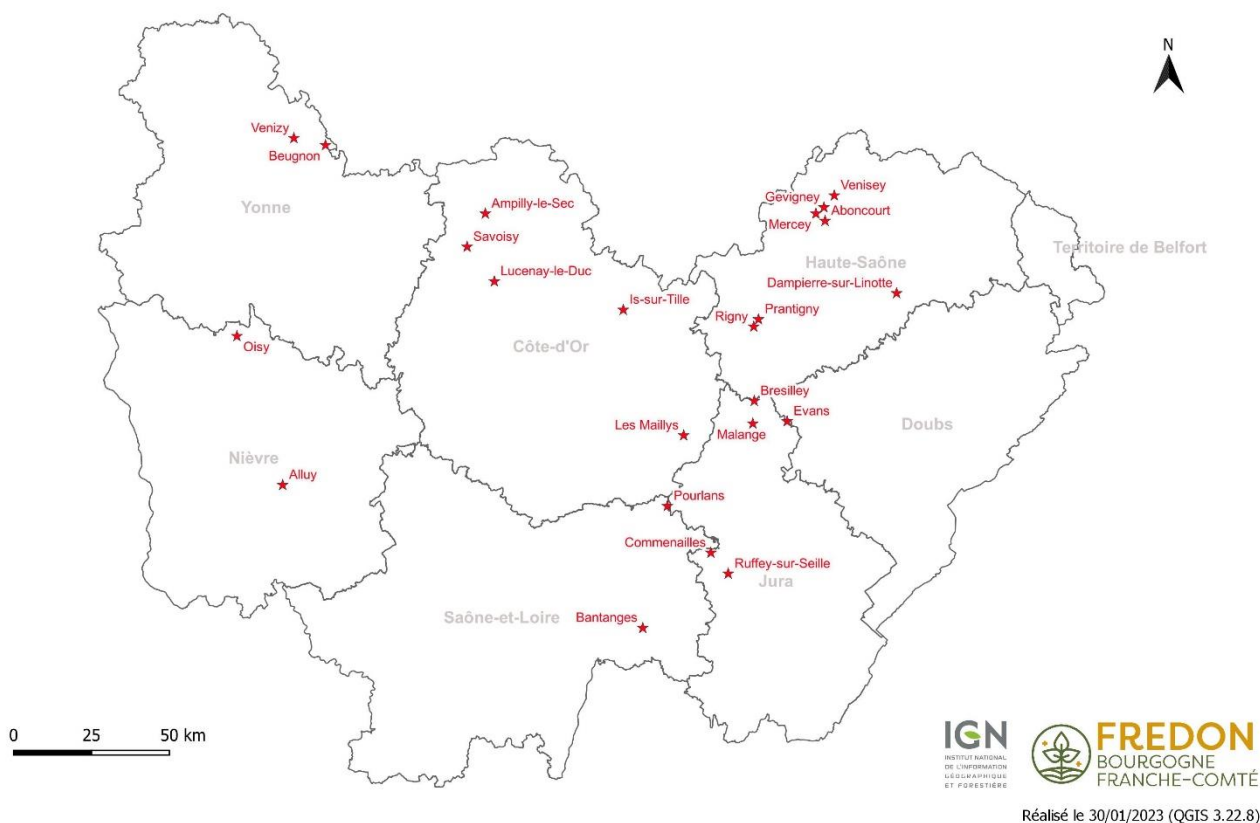 N
Venizy
Beugnon
Yonne
Ampilly-le-Sec
Savoisy
Lucenay-le-Duc
Is-sur-Tille
Côte-d'Or
Venisey
Gevigney
Aboncourt
Mercey
Haute-Saône
Territoire de Belfort
Dampierre-sur-Linotte
Prantigny
Rigny
Oisy
Nièvre
Alluy
Bresilley
Evans
Malange
Les Maillys
Doubs
Pourlans
Commenailles
Ruffey-sur-Seille
Jura
Saône-et-Loire
Bantanges
0 25 50 km
IGN
INSTITUT NATIONAL
DE L'INFORMATION
GÉOGRAPHIQUE
ET FORESTIÈRE
FREDON
BOURGOGNE
FRANCHE-COMTÉ
Réalisé le 30/01/2023 (QGIS 3.22.8)